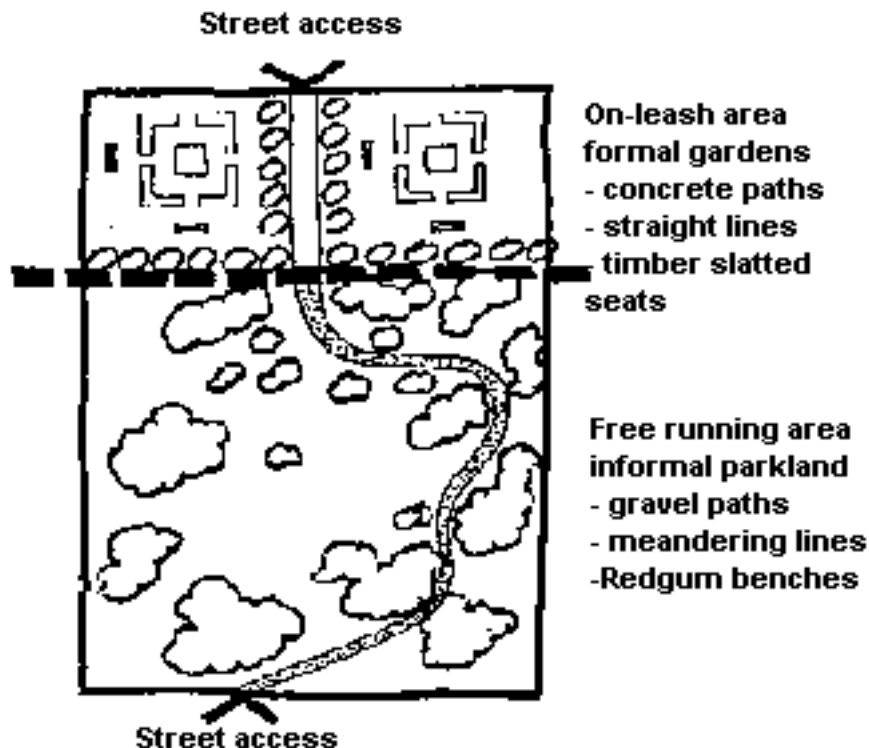 Street access
On-leash area
formal gardens
- concrete paths
- straight lines
- timber slatted
seats
Free running area
informal parkland
- gravel paths
- meandering lines
-Redgum benches
Street access